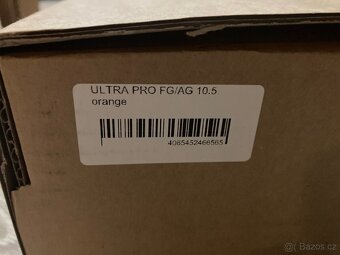 ULTRA PRO FG/AG 10.5
orange
4065452466565
Bazos.cz